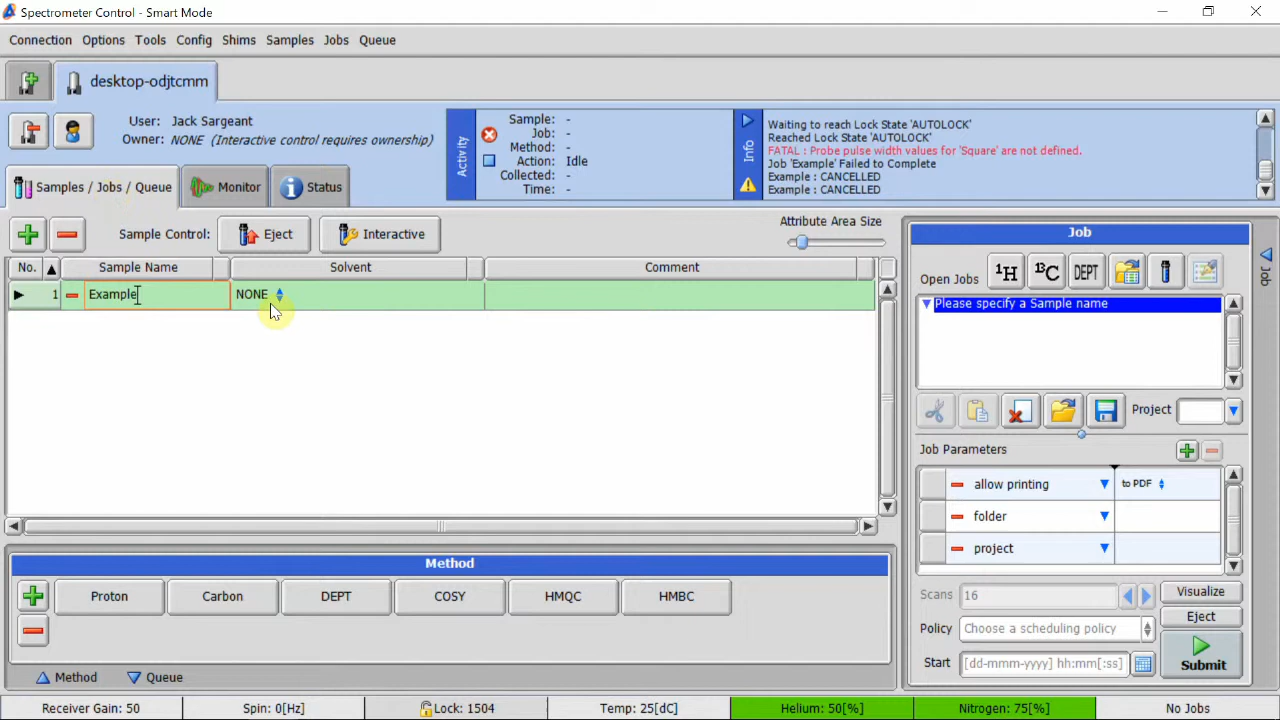 Spectrometer Control - Smart Mode
Connection Options Tools Config Shims Samples Jobs Queue
desktop-odjtcmm
User: Jack Sargeant
Owner: NONE (Interactive control requires ownership)
Activity
Sample: -
Job: -
Method: -
Action: Idle
Collected: -
Time: -
Info
Waiting to reach Lock State 'AUTOLOCK'
Reached Lock State 'AUTOLOCK'
FATAL : Probe pulse width values for 'Square' are not defined.
Job 'Example' Failed to Complete
Example : CANCELLED
Example : CANCELLED
Samples / Jobs / Queue Monitor Status
Sample Control: Eject Interactive
Attribute Area Size
No. Sample Name Solvent Comment
1 Example NONE
Job
Open Jobs 1H 13C DEPT
Please specify a Sample name
Project
Job Parameters
allow printing to PDF
folder
project
Scans 16 Visualize
Policy Choose a scheduling policy Eject
Start [dd-mmm-yyyy] hh:mm[:ss] Submit
Job
Method
Proton Carbon DEPT COSY HMQC HMBC
Method Queue
Receiver Gain: 50 Spin: 0[Hz] Lock: 1504 Temp: 25[dC] Helium: 50[%] Nitrogen: 75[%] No Jobs